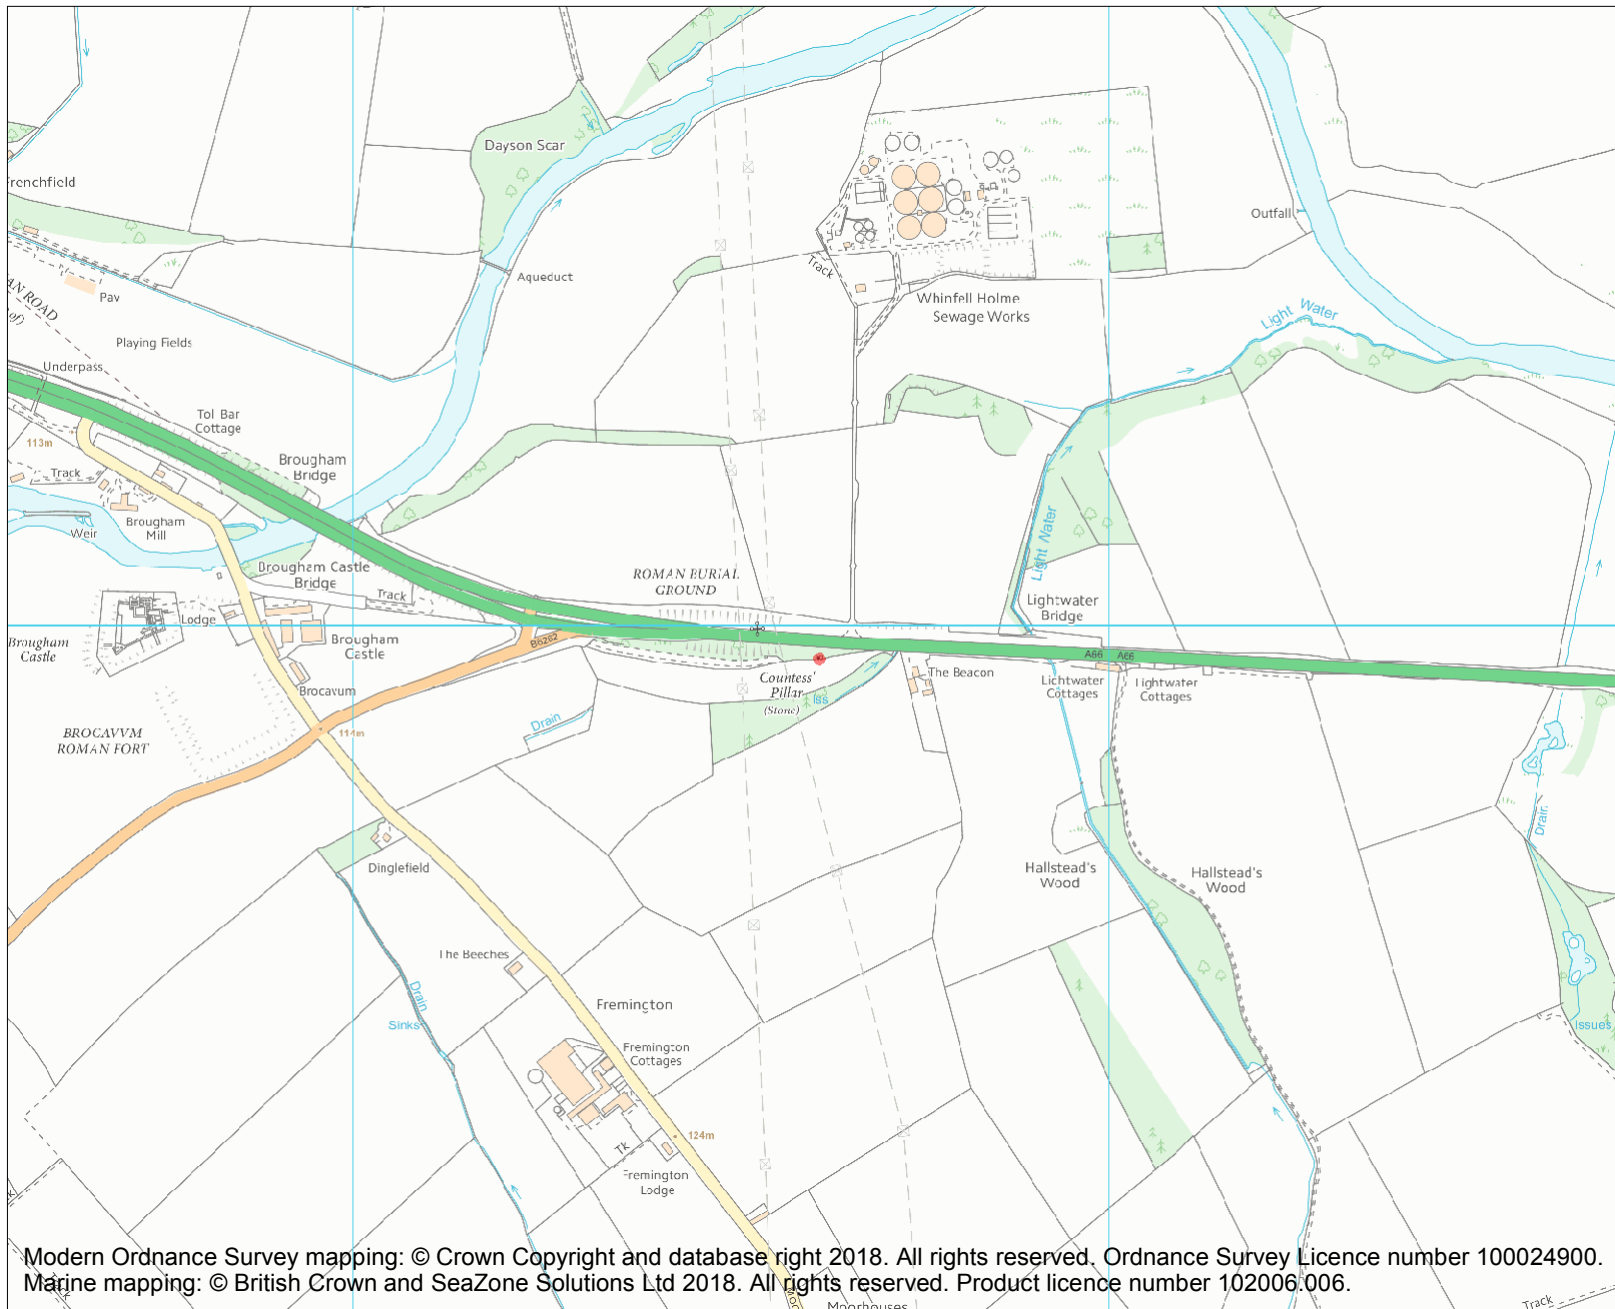 Dayson Scar
Outfall
Aqueduct
Track
Pav
Whinfell Holme
Sewage Works
Light Water
Playing Fields
Underpass
Tol Bar
Cottage
113m
Brougham
Bridge
Track
Weir
Brougham
Mill
Light Water
Brougham Castle
Bridge
ROMAN BURIAL
GROUND
Track
Lightwater
Bridge
Lodge
Brougham
Castle
Brougham
Castle
B6262
A66 A66
Countess'
Pillar
(Stone)
The Beacon
Lightwater
Cottages
Lightwater
Cottages
Brocavum
Iss
Drain
114m
BROCAVVM
ROMAN FORT
Drain
Dinglefield
Hallstead's
Wood
Hallstead's
Wood
The Beeches
Drain
Fremington
Sinks
Issues
Fremington
Cottages
124m
Tk
Fremington
Lodge
Modern Ordnance Survey mapping: © Crown Copyright and database right 2018. All rights reserved. Ordnance Survey Licence number 100024900.
Marine mapping: © British Crown and SeaZone Solutions Ltd 2018. All rights reserved. Product licence number 102006.006.
Moorhouses
Track